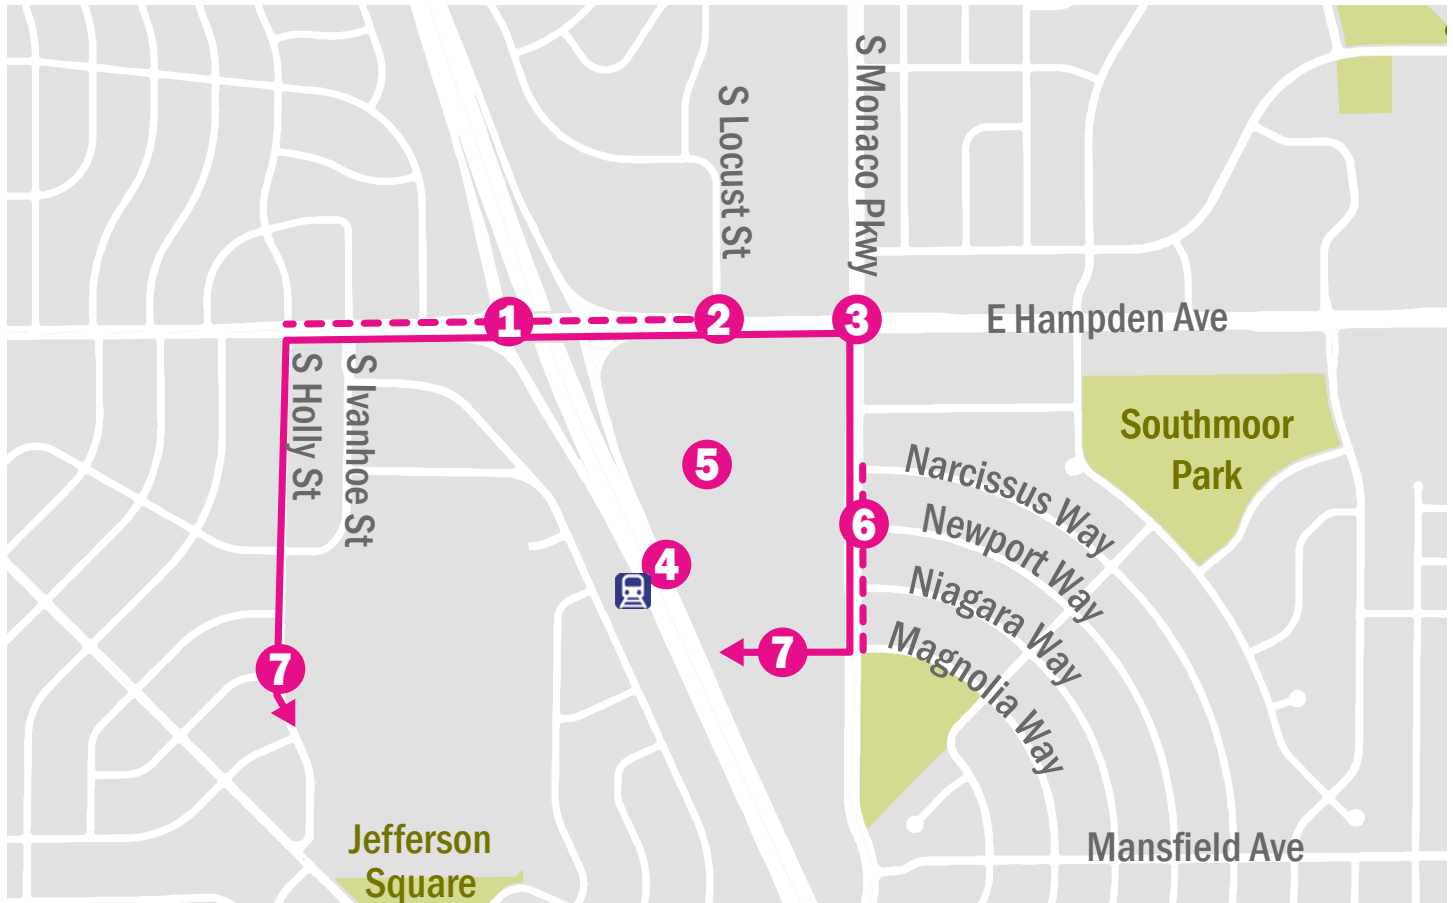 S Monaco Pkwy
S Locust St
1
2
3
E Hampden Ave
S Holly St
S Ivanhoe St
Southmoor
Park
5
Narcissus Way
6
Newport Way
4
Niagara Way
7
7
Magnolia Way
Jefferson
Square
Mansfield Ave